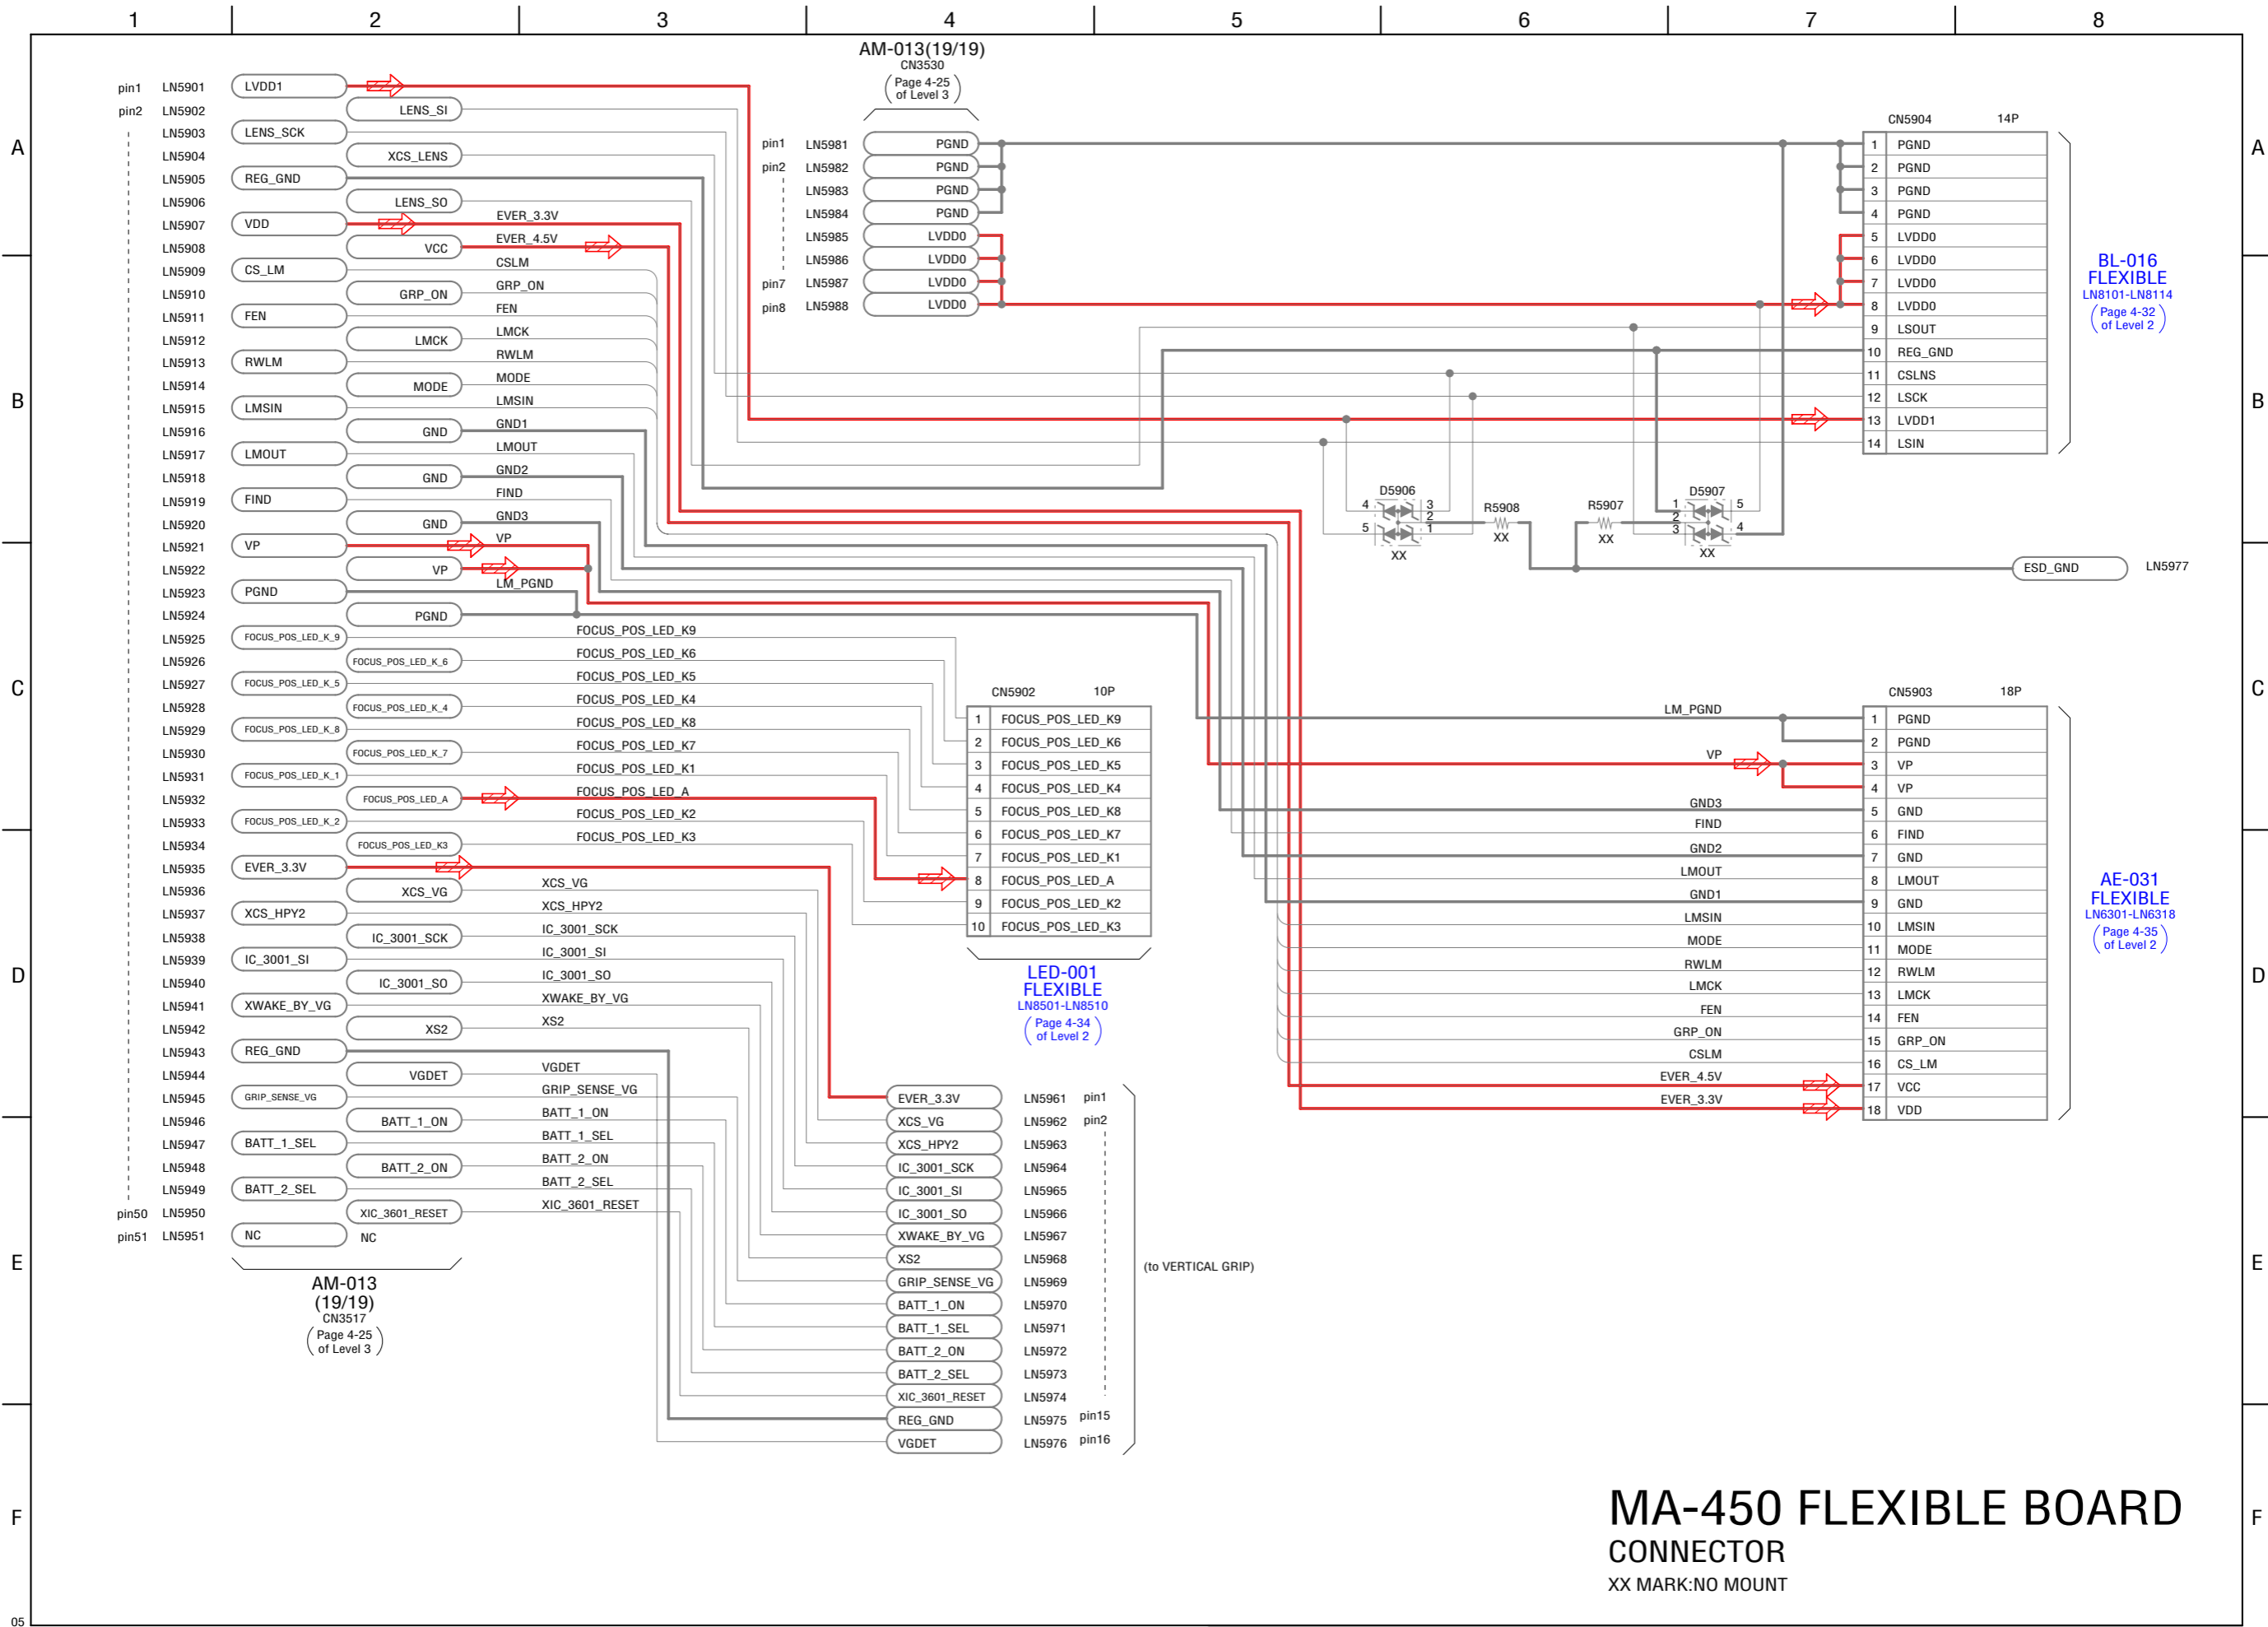 1 2 3 4 5 6 7 8
A
B
C
D
E
F
A
B
C
D
E
F
05
pin1 LN5901 LVDD1
pin2 LN5902 LENS_SI
LN5903 LENS_SCK
LN5904 XCS_LENS
LN5905 REG_GND
LN5906 LENS_SO
LN5907 VDD EVER_3.3V
LN5908 VCC EVER_4.5V
LN5909 CS_LM CSLM
LN5910 GRP_ON GRP_ON
LN5911 FEN FEN
LN5912 LMCK LMCK
LN5913 RWLM RWLM
LN5914 MODE MODE
LN5915 LMSIN LMSIN
LN5916 GND GND1
LN5917 LMOUT LMOUT
LN5918 GND GND2
LN5919 FIND FIND
LN5920 GND GND3
LN5921 VP VP
LN5922 VP
LN5923 PGND LM_PGND
LN5924 PGND
LN5925 FOCUS_POS_LED_K_9 FOCUS_POS_LED_K9
LN5926 FOCUS_POS_LED_K_6 FOCUS_POS_LED_K6
LN5927 FOCUS_POS_LED_K_5 FOCUS_POS_LED_K5
LN5928 FOCUS_POS_LED_K_4 FOCUS_POS_LED_K4
LN5929 FOCUS_POS_LED_K_8 FOCUS_POS_LED_K8
LN5930 FOCUS_POS_LED_K_7 FOCUS_POS_LED_K7
LN5931 FOCUS_POS_LED_K_1 FOCUS_POS_LED_K1
LN5932 FOCUS_POS_LED_A FOCUS_POS_LED_A
LN5933 FOCUS_POS_LED_K_2 FOCUS_POS_LED_K2
LN5934 FOCUS_POS_LED_K3 FOCUS_POS_LED_K3
LN5935 EVER_3.3V
LN5936 XCS_VG XCS_VG
LN5937 XCS_HPY2 XCS_HPY2
LN5938 IC_3001_SCK IC_3001_SCK
LN5939 IC_3001_SI IC_3001_SI
LN5940 IC_3001_SO IC_3001_SO
LN5941 XWAKE_BY_VG XWAKE_BY_VG
LN5942 XS2 XS2
LN5943 REG_GND
LN5944 VGDET VGDET
LN5945 GRIP_SENSE_VG GRIP_SENSE_VG
LN5946 BATT_1_ON BATT_1_ON
LN5947 BATT_1_SEL BATT_1_SEL
LN5948 BATT_2_ON BATT_2_ON
LN5949 BATT_2_SEL BATT_2_SEL
pin50 LN5950 XIC_3601_RESET XIC_3601_RESET
pin51 LN5951 NC NC
AM-013
(19/19)
CN3517
(Page 4-25
of Level 3)
AM-013(19/19)
CN3530
(Page 4-25
of Level 3)
pin1 LN5981 PGND
pin2 LN5982 PGND
LN5983 PGND
LN5984 PGND
LN5985 LVDD0
LN5986 LVDD0
pin7 LN5987 LVDD0
pin8 LN5988 LVDD0
CN5904 14P
1 PGND
2 PGND
3 PGND
4 PGND
5 LVDD0
6 LVDD0
7 LVDD0
8 LVDD0
9 LSOUT
10 REG_GND
11 CSLNS
12 LSCK
13 LVDD1
14 LSIN
BL-016
FLEXIBLE
LN8101-LN8114
(Page 4-32
of Level 2)
D5906
4 3
2
5 1
XX
R5908
XX
R5907
XX
D5907
1 5
2
3 4
XX
ESD_GND LN5977
CN5902 10P
1 FOCUS_POS_LED_K9
2 FOCUS_POS_LED_K6
3 FOCUS_POS_LED_K5
4 FOCUS_POS_LED_K4
5 FOCUS_POS_LED_K8
6 FOCUS_POS_LED_K7
7 FOCUS_POS_LED_K1
8 FOCUS_POS_LED_A
9 FOCUS_POS_LED_K2
10 FOCUS_POS_LED_K3
LED-001
FLEXIBLE
LN8501-LN8510
(Page 4-34
of Level 2)
CN5903 18P
LM_PGND 1 PGND
2 PGND
VP 3 VP
4 VP
GND3 5 GND
FIND 6 FIND
GND2 7 GND
LMOUT 8 LMOUT
GND1 9 GND
LMSIN 10 LMSIN
MODE 11 MODE
RWLM 12 RWLM
LMCK 13 LMCK
FEN 14 FEN
GRP_ON 15 GRP_ON
CSLM 16 CS_LM
EVER_4.5V 17 VCC
EVER_3.3V 18 VDD
AE-031
FLEXIBLE
LN6301-LN6318
(Page 4-35
of Level 2)
EVER_3.3V LN5961 pin1
XCS_VG LN5962 pin2
XCS_HPY2 LN5963
IC_3001_SCK LN5964
IC_3001_SI LN5965
IC_3001_SO LN5966
XWAKE_BY_VG LN5967
XS2 LN5968
GRIP_SENSE_VG LN5969
BATT_1_ON LN5970
BATT_1_SEL LN5971
BATT_2_ON LN5972
BATT_2_SEL LN5973
XIC_3601_RESET LN5974
REG_GND LN5975 pin15
VGDET LN5976 pin16
(to VERTICAL GRIP)
MA-450 FLEXIBLE BOARD
CONNECTOR
XX MARK:NO MOUNT